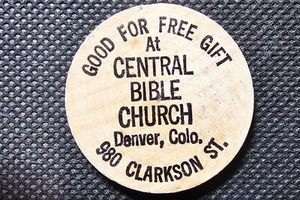 GOOD FOR FREE GIFT
At
CENTRAL
BIBLE
CHURCH
Denver, Colo.
980 CLARKSON ST.